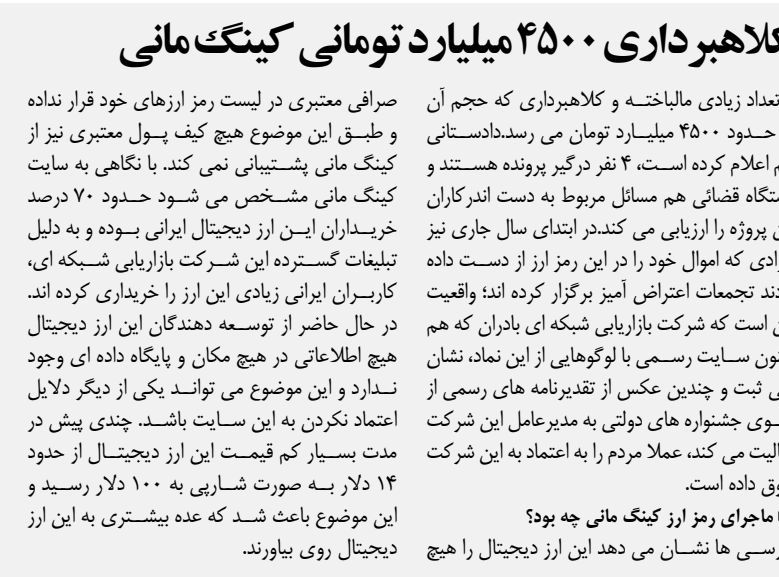 کلاهبرداری ۴۵۰۰ میلیارد تومانی کینگ‌مانی
تعداد زیادی مالباخته و کلاهبرداری که حجم آن
حدود ۴۵۰۰ میلیارد تومان می رسد.دادستانی
اعلام کرده است، ۴ نفر درگیر پرونده هستند و
قضائی هم مسائل مربوط به دست اندرکاران
پروژه را ارزیابی می کند.در ابتدای سال جاری نیز
که اموال خود را در این رمز ارز از دست داده
تجمعات اعتراض آمیز برگزار کرده اند؛ واقعیت
است که شرکت بازاریابی شبکه ای بادران که هم
سایت رسمی با لوگوهایی از این نماد، نشان
ثبت و چندین عکس از تقدیرنامه های رسمی از
جشنواره های دولتی به مدیرعامل این شرکت
می کند، عملا مردم را به اعتماد به این شرکت
داده است.
ماجرای رمز ارز کینگ مانی چه بود؟
ها نشان می دهد این ارز دیجیتال را هیچ
صرافی معتبری در لیست رمز ارزهای خود قرار نداده
و طبق این موضوع هیچ کیف پول معتبری نیز از
کینگ مانی پشتیبانی نمی کند. با نگاهی به سایت
کینگ مانی مشخص می شود حدود ۷۰ درصد
خریداران این ارز دیجیتال ایرانی بوده و به دلیل
تبلیغات گسترده این شرکت بازاریابی شبکه ای،
کاربران ایرانی زیادی این ارز را خریداری کرده اند.
در حال حاضر از توسعه دهندگان این ارز دیجیتال
هیچ اطلاعاتی در هیچ مکان و پایگاه داده ای وجود
ندارد و این موضوع می تواند یکی از دیگر دلایل
اعتماد نکردن به این سایت باشد. چندی پیش در
مدت بسیار کم قیمت این ارز دیجیتال از حدود
۱۴ دلار به صورت شارپی به ۱۰۰ دلار رسید و
این موضوع باعث شد که عده بیشتری به این ارز
دیجیتال روی بیاورند.